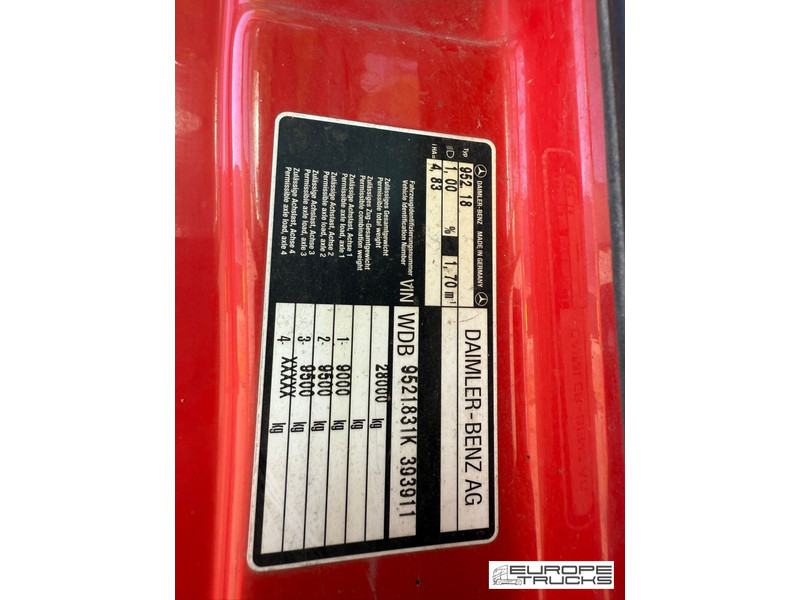 DAIMLER-BENZ MADE IN GERMANY
DAIMLER-BENZ AG
Typ 952.18
1,00 % 1,70 m-1
i HA= 4,83
Fahrzeugidentifizierungsnummer
Vehicle Identification Number
VIN WDB 9521831K 393911
Zulässiges Gesamtgewicht
Permissible total weight
28000 kg
Zulässiges Zug-Gesamtgewicht
Permissible combination weight
kg
Zulässige Achslast, Achse 1
Permissible axle load, axle 1
1- 9000 kg
Zulässige Achslast, Achse 2
Permissible axle load, axle 2
2- 9500 kg
Zulässige Achslast, Achse 3
Permissible axle load, axle 3
3- 9500 kg
Zulässige Achslast, Achse 4
Permissible axle load, axle 4
4- XXXXX kg
EUROPE
TRUCKS